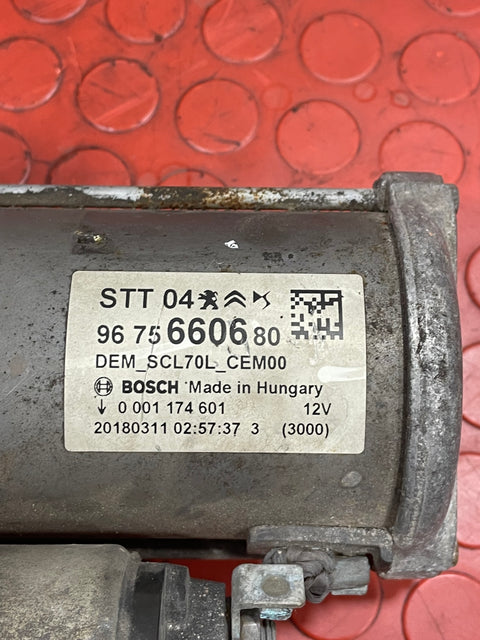 STT 04
96 75 6606 80
DEM_SCL70L_CEM00
BOSCH Made in Hungary
↓ 0 001 174 601 12V
20180311 02:57:37 3 (3000)